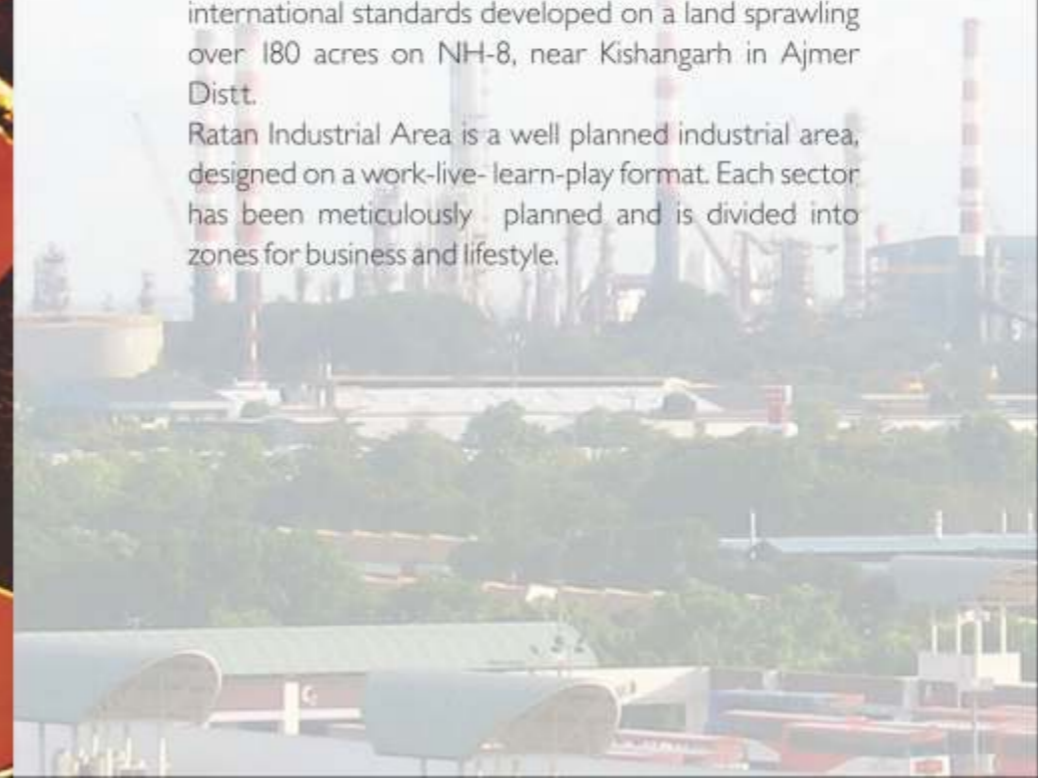 international standards developed on a land sprawling
over 180 acres on NH-8, near Kishangarh in Ajmer
Distt.
Ratan Industrial Area is a well planned industrial area,
designed on a work-live- learn-play format. Each sector
has been meticulously planned and is divided into
zones for business and lifestyle.